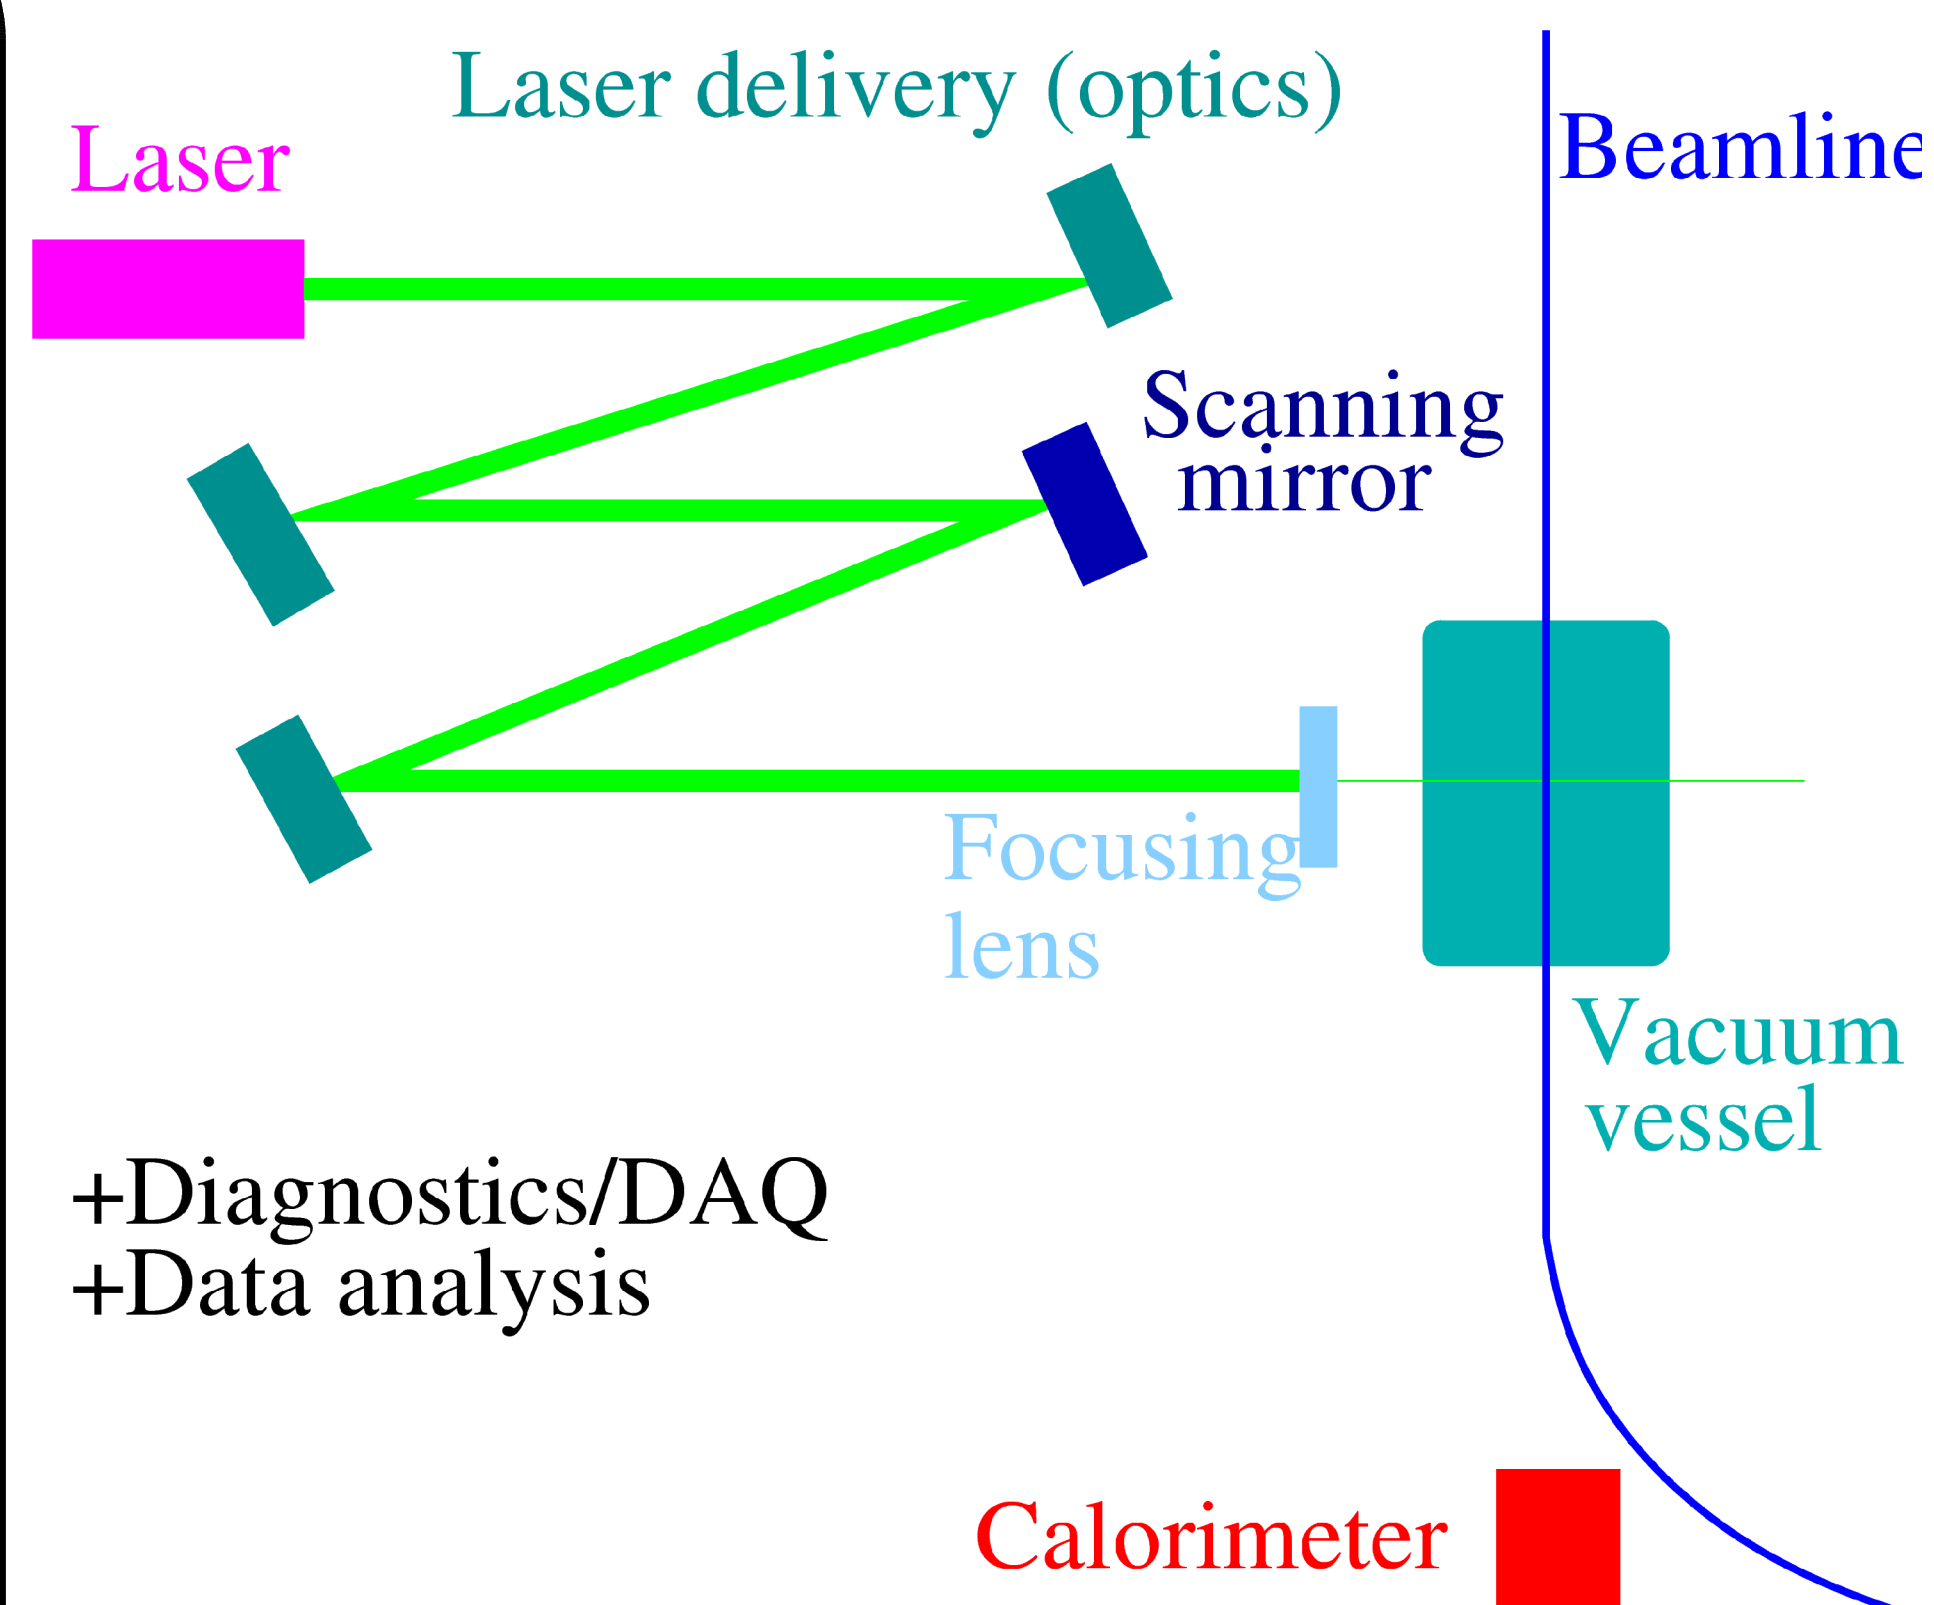 Laser delivery (optics)
Laser
Beamline
Scanning
mirror
Focusing
lens
Vacuum
vessel
+Diagnostics/DAQ
+Data analysis
Calorimeter